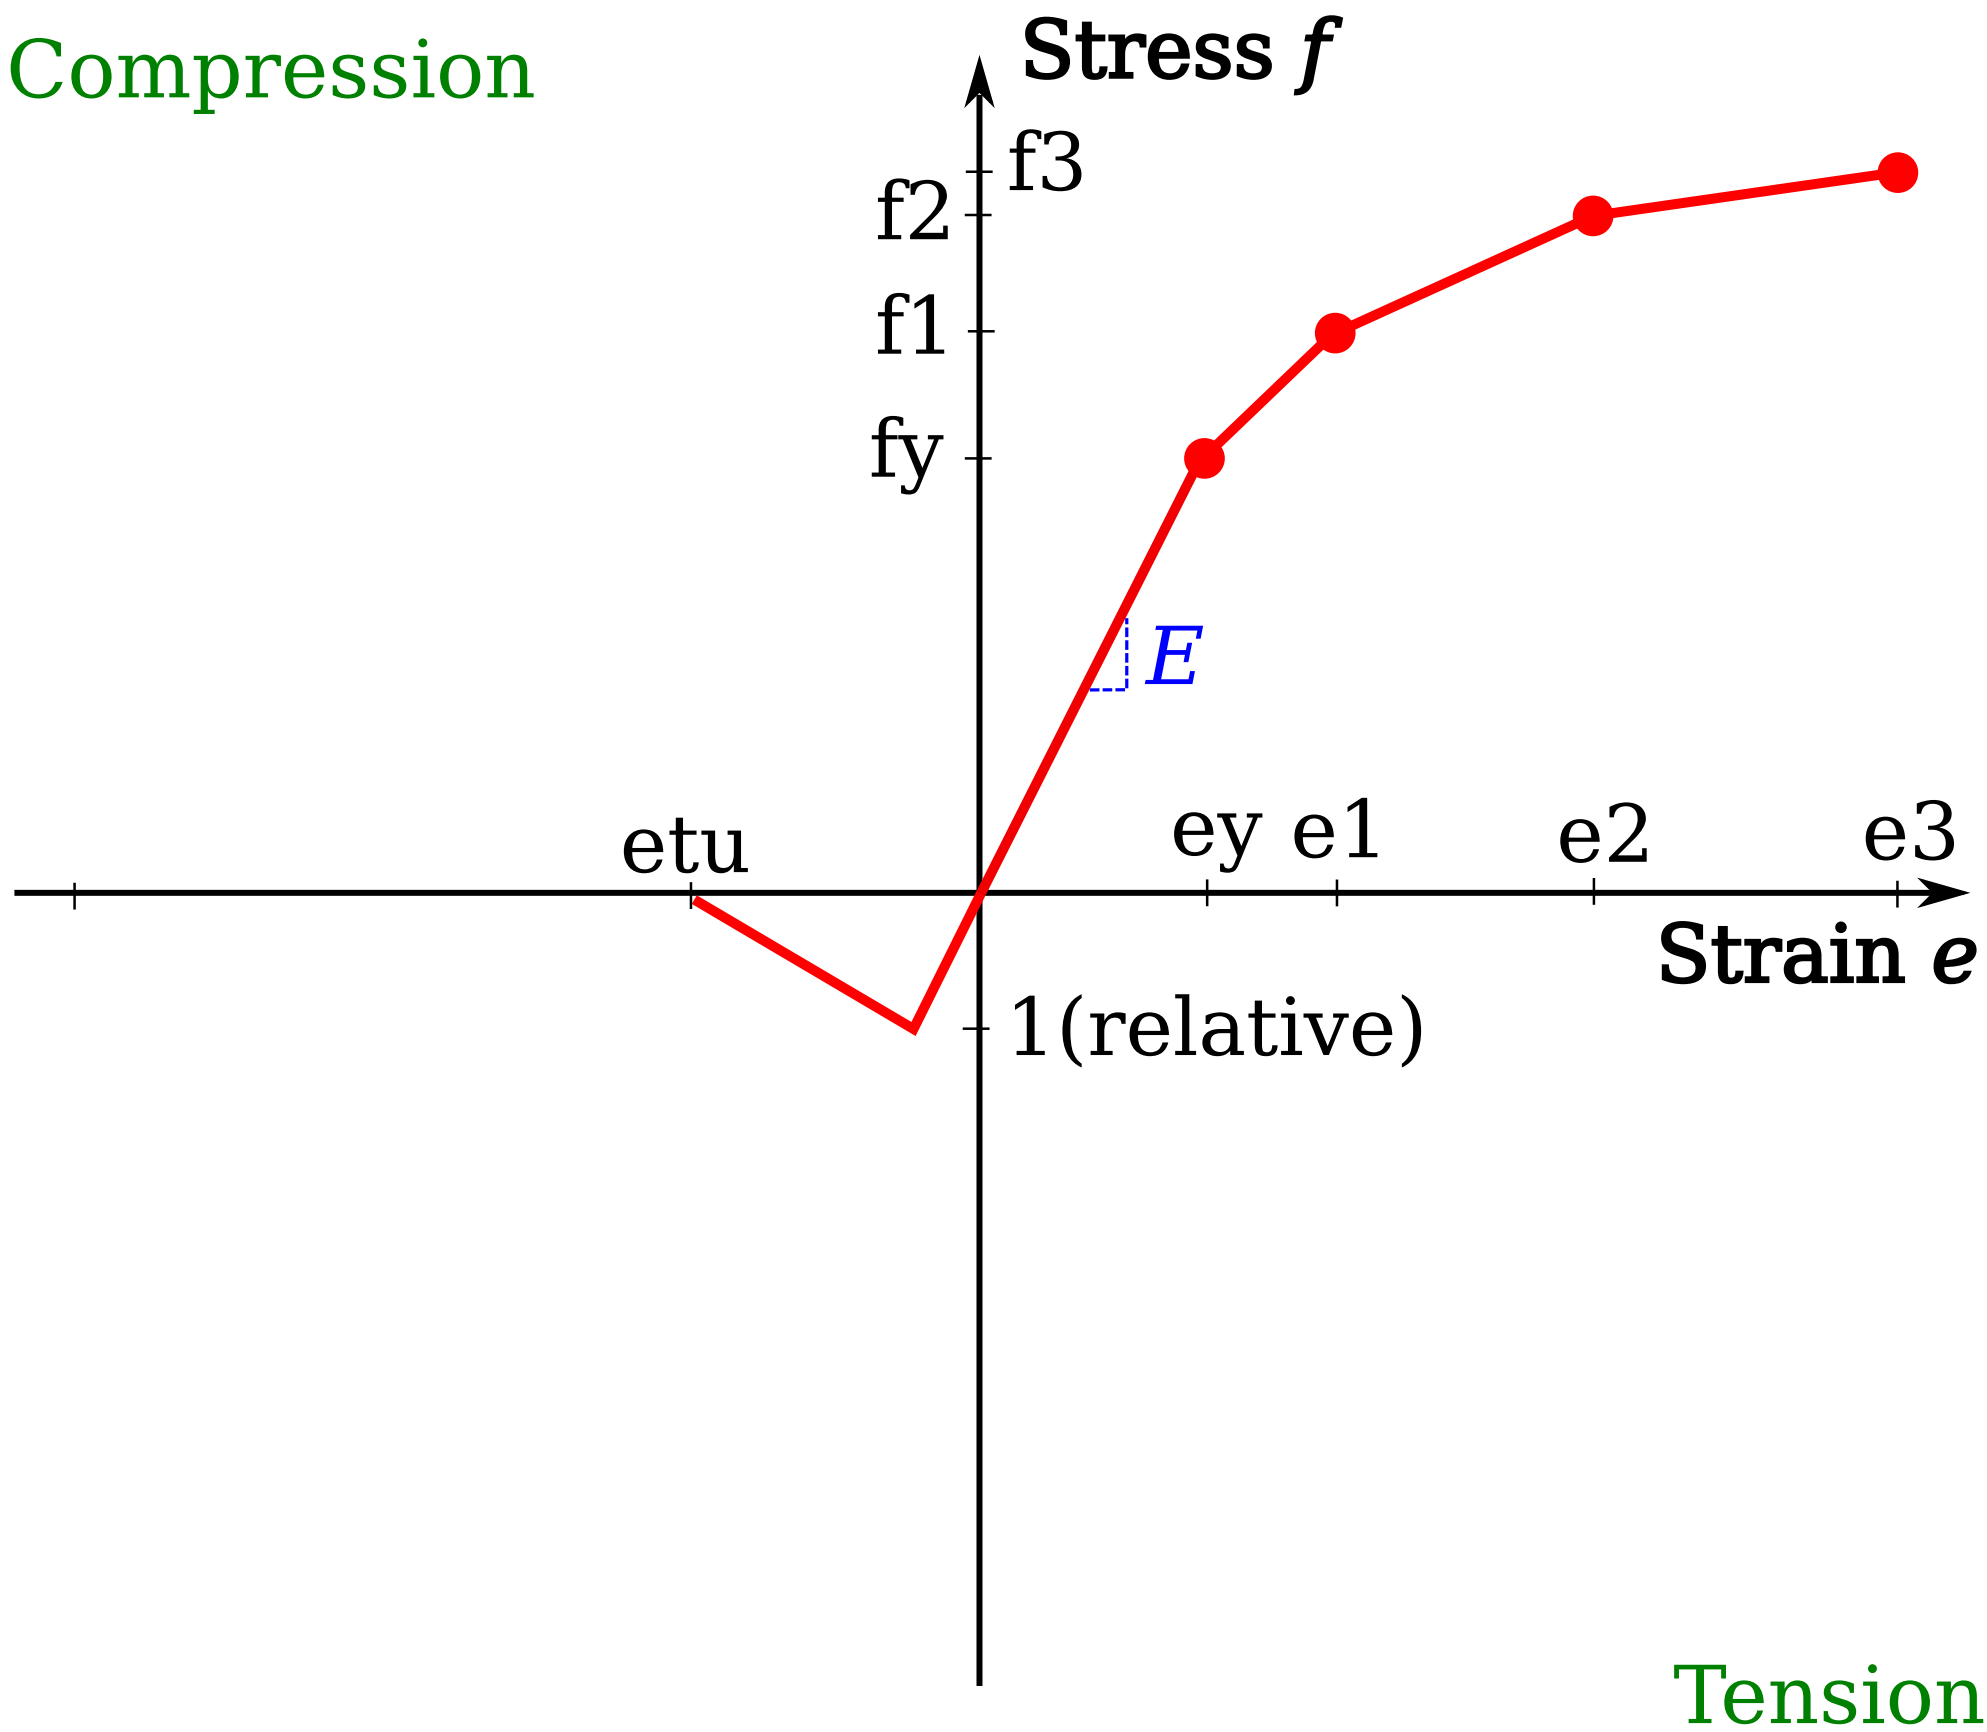 Compression
Stress f
f3
f2
f1
fy
E
etu
ey
e1
e2
e3
Strain e
1(relative)
Tension